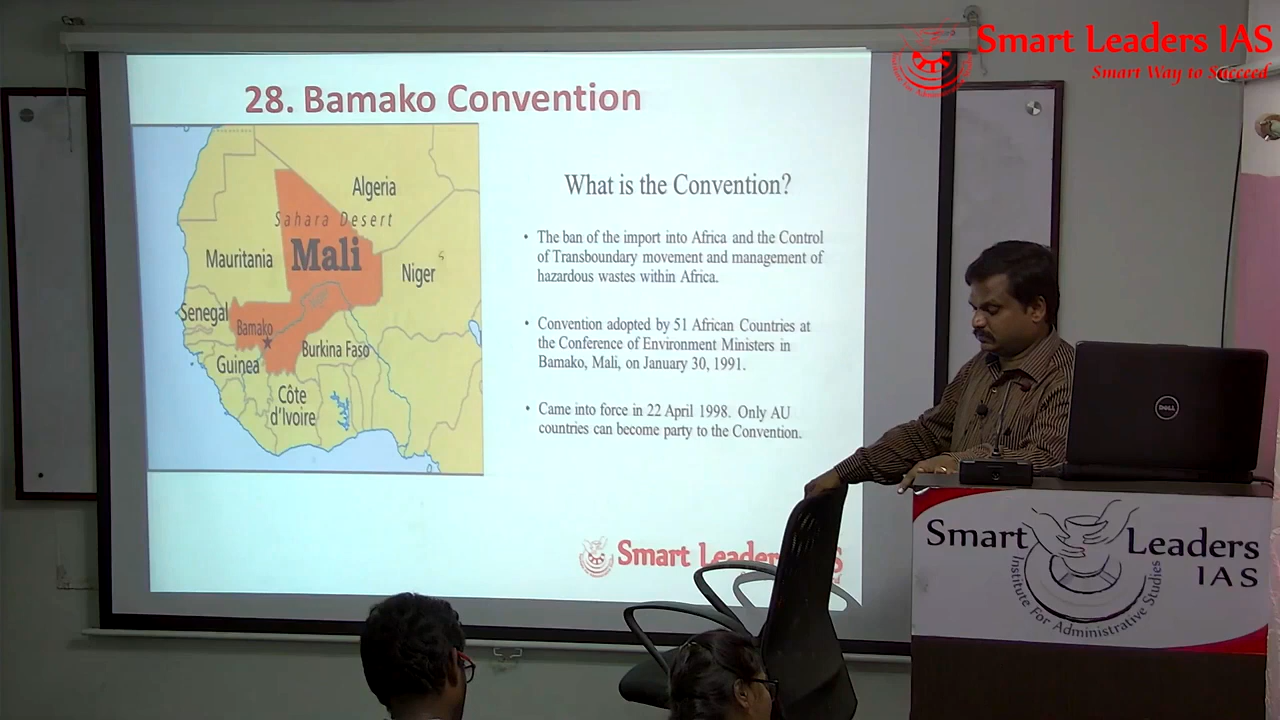 Smart Leaders IAS
Smart Way to Succeed
28. Bamako Convention
Algeria
Sahara Desert
Mali
Mauritania
Niger
Senegal
Bamako
Burkina Faso
Guinea
Côte
d'Ivoire
What is the Convention?
• The ban of the import into Africa and the Control
of Transboundary movement and management of
hazardous wastes within Africa.
• Convention adopted by 51 African Countries at
the Conference of Environment Ministers in
Bamako, Mali, on January 30, 1991.
• Came into force in 22 April 1998. Only AU
countries can become party to the Convention.
Smart Leaders
DELL
Smart Leaders
IAS
Institute For Administrative Studies